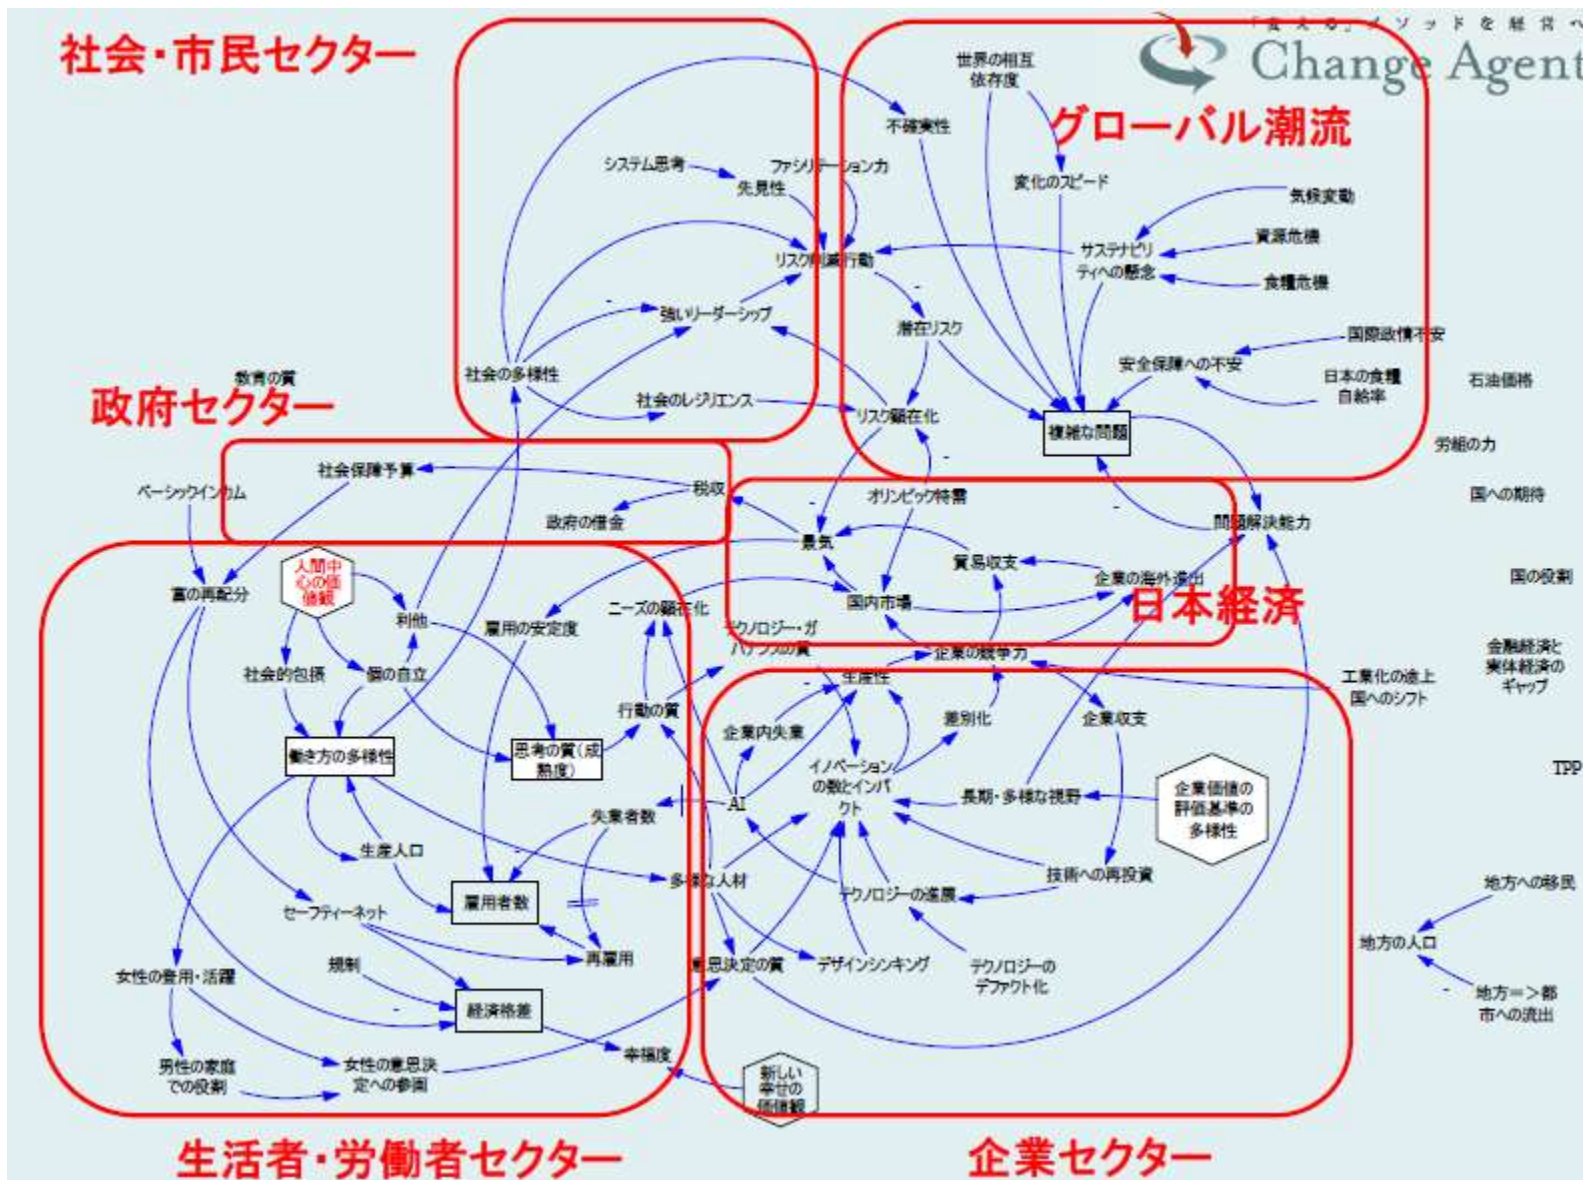 社会・市民セクター
「変える」メソッドを経営へ
Change Agent
世界の相互
依存度
グローバル潮流
不確実性
システム思考
先見性
ファシリテーション力
変化のスピード
気候変動
資源危機
サステナビリ
ティへの懸念
食糧危機
リスク削減行動
-
-
強いリーダーシップ
潜在リスク
国際政情不安
安全保障への不安
日本の食糧
自給率
石油価格
教育の質
政府セクター
社会の多様性
社会のレジリエンス
リスク顕在化
複雑な問題
労組の力
社会保障予算
税収
-
ベーシックインカム
政府の借金
-
オリンピック特需
-
国への期待
問題解決能力
景気
貿易収支
企業の海外進出
国の役割
人間中
心の価
値観
富の再配分
利他
雇用の安定度
ニーズの顕在化
国内市場
日本経済
テクノロジー・ガ
バナンスの質
企業の競争力
金融経済と
実体経済の
ギャップ
社会的包摂
個の自立
生産性
-
工業化の途上
国へのシフト
行動の質
企業内失業
差別化
企業収支
働き方の多様性
思考の質(成
熟度)
イノベーション
の数とインパ
クト
TPP
長期・多様な視野
企業価値の
評価基準の
多様性
AI
失業者数
生産人口
多様な人材
テクノロジーの進展
技術への再投資
地方への移民
雇用者数
セーフティーネット
地方の人口
再雇用
意思決定の質
デザインシンキング
テクノロジーの
デファクト化
規制
女性の登用・活躍
-
経済格差
-
地方=>都
市への流出
男性の家庭
での役割
女性の意思決
定への参画
幸福度
新しい
幸せの
価値観
生活者・労働者セクター
企業セクター